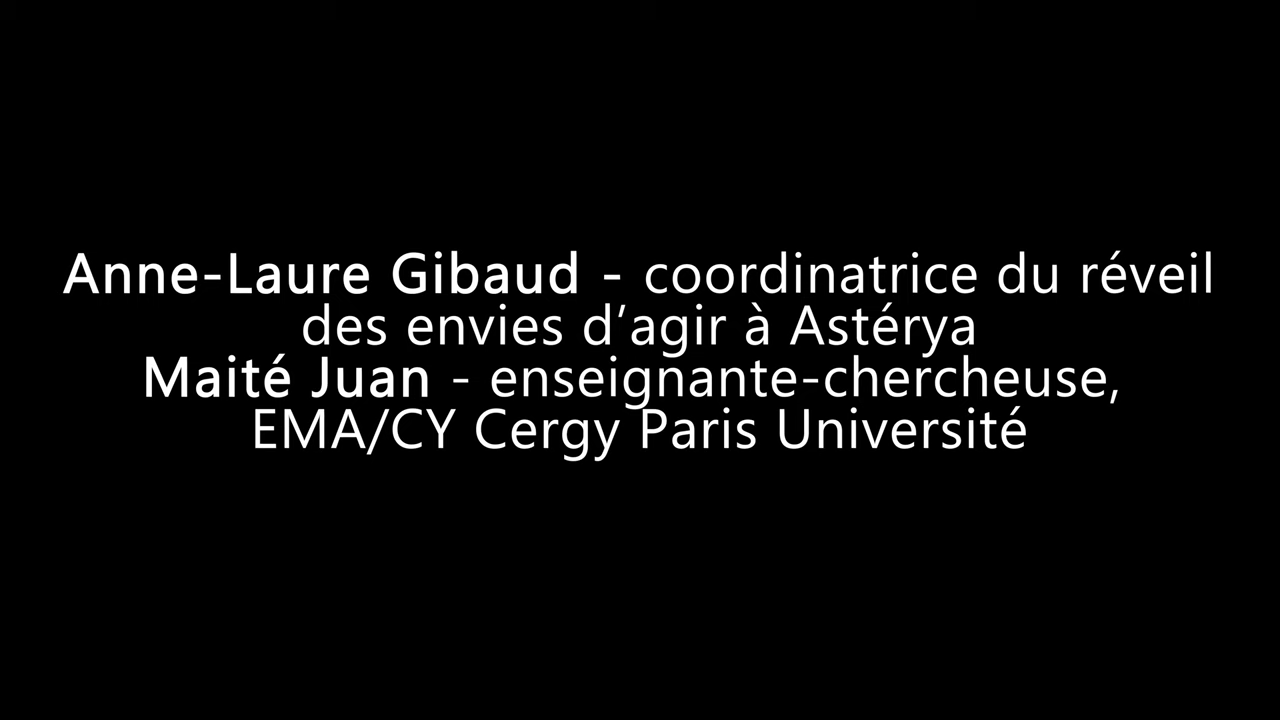 Anne-Laure Gibaud - coordinatrice du réveil
des envies d’agir à Astérya
Maité Juan - enseignante-chercheuse,
EMA/CY Cergy Paris Université